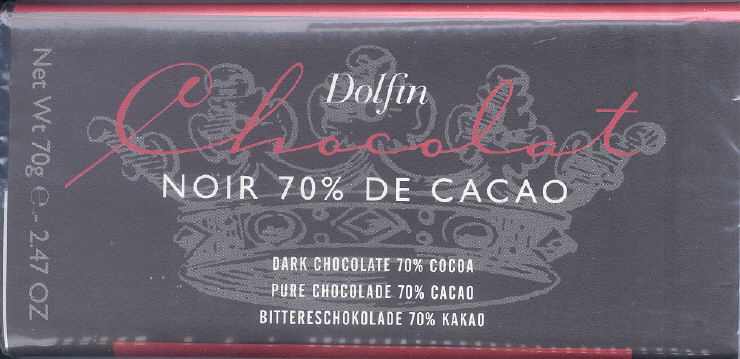 Dolfin
Chocolat
NOIR 70% DE CACAO
DARK CHOCOLATE 70% COCOA
PURE CHOCOLADE 70% CACAO
BITTERESCHOKOLADE 70% KAKAO
Net Wt 70g e - 2.47 OZ